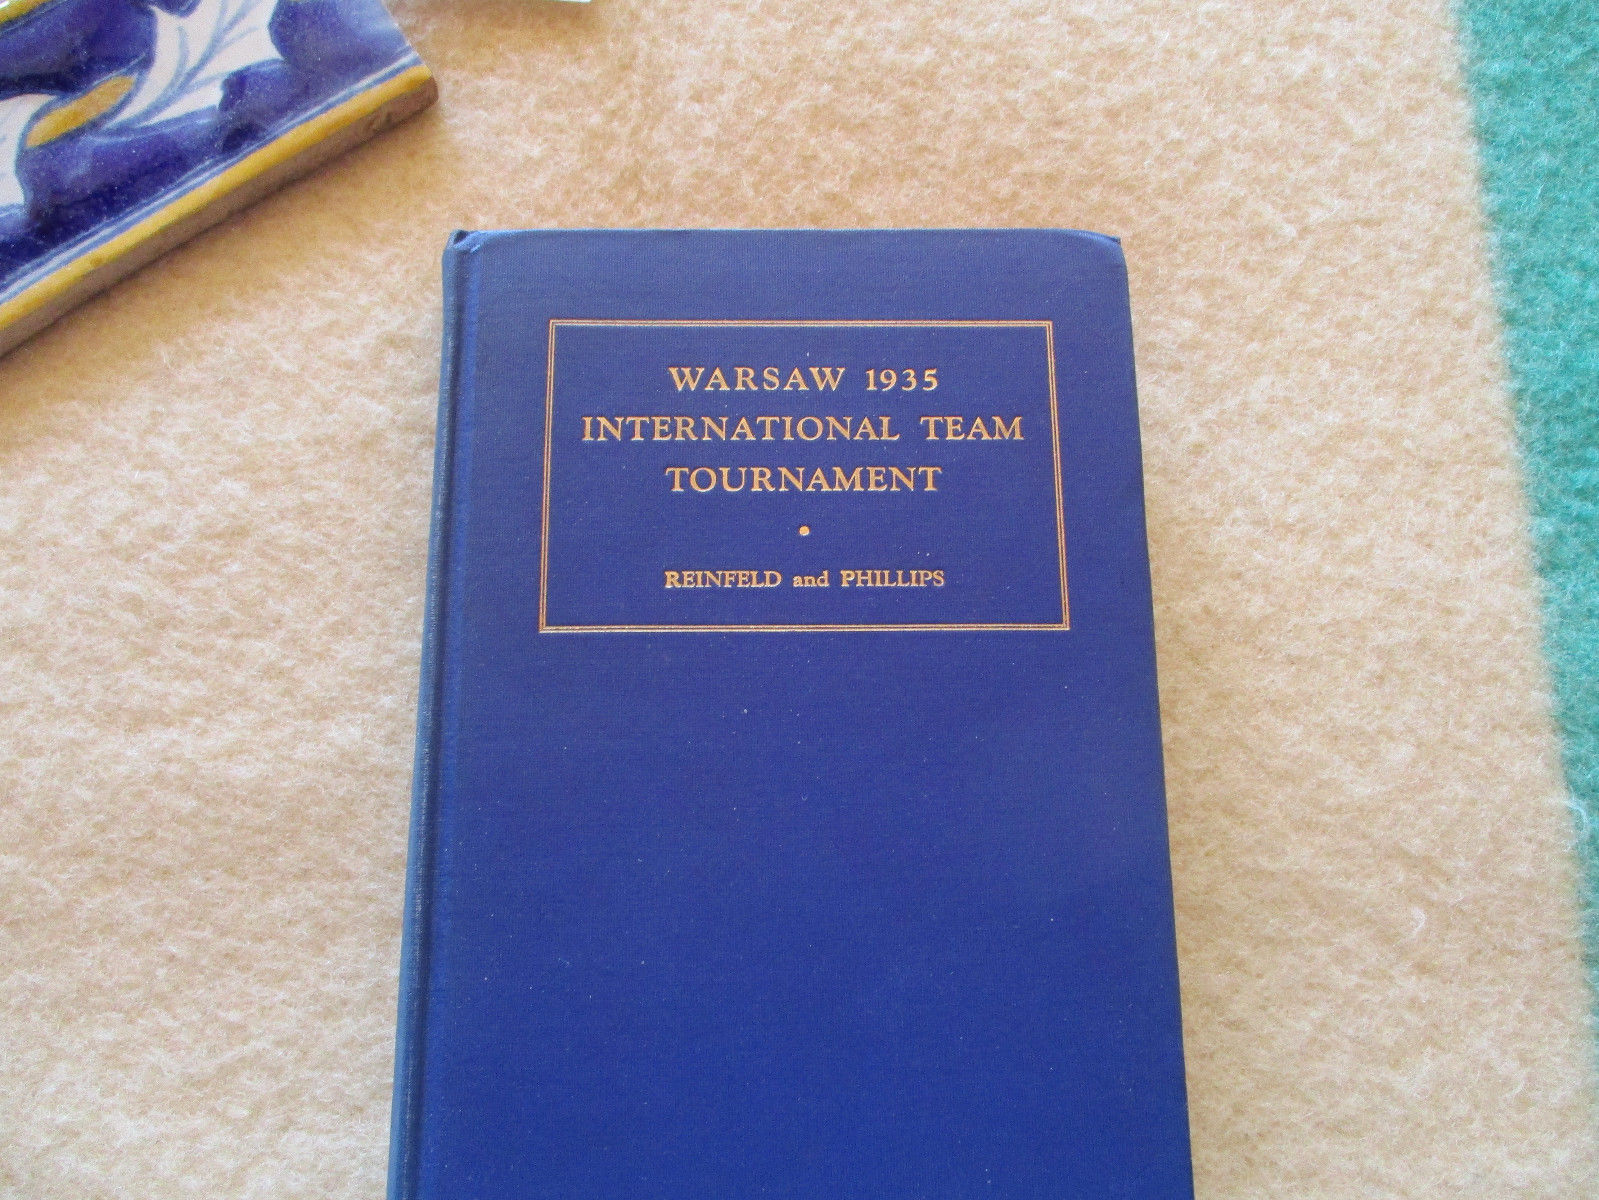 WARSAW 1935
INTERNATIONAL TEAM
TOURNAMENT
•
REINFELD and PHILLIPS